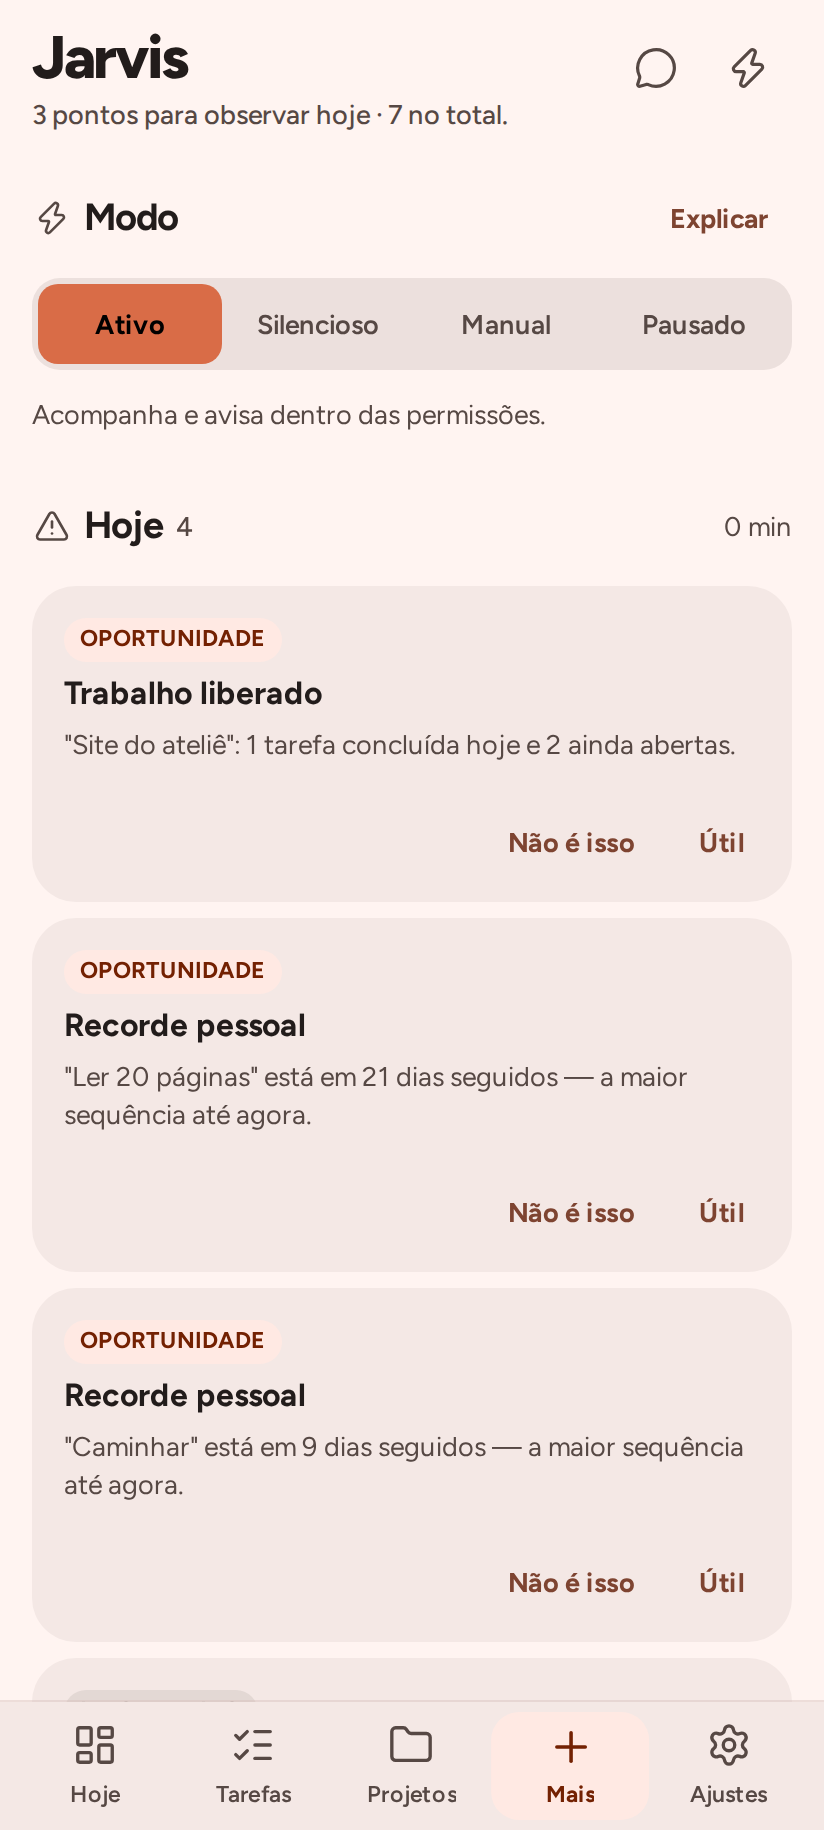 Jarvis
3 pontos para observar hoje · 7 no total.
Modo
Explicar
Ativo
Silencioso
Manual
Pausado
Acompanha e avisa dentro das permissões.
Hoje 4
0 min
OPORTUNIDADE
Trabalho liberado
"Site do ateliê": 1 tarefa concluída hoje e 2 ainda abertas.
Não é isso
Útil
OPORTUNIDADE
Recorde pessoal
"Ler 20 páginas" está em 21 dias seguidos — a maior
sequência até agora.
Não é isso
Útil
OPORTUNIDADE
Recorde pessoal
"Caminhar" está em 9 dias seguidos — a maior sequência
até agora.
Não é isso
Útil
Hoje
Tarefas
Projetos
Mais
Ajustes